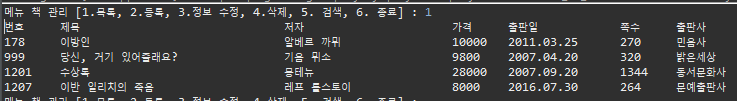 메뉴 책 관리 [1.목록, 2.등록, 3.정보 수정, 4.삭제, 5. 검색, 6. 종료] : 1
번호 제목 저자 가격 출판일 쪽수 출판사
178 이방인 알베르 까뮈 10000 2011.03.25 270 민음사
999 당신, 거기 있어줄래요? 기욤 뮈소 9800 2007.04.20 320 밝은세상
1201 수상록 몽테뉴 28000 2007.09.20 1344 동서문화사
1207 이반 일리치의 죽음 레프 톨스토이 8000 2016.07.30 264 문예출판사
메뉴 책 관리 [1.목록, 2.등록, 3.정보 수정, 4.삭제, 5. 검색, 6. 종료] :